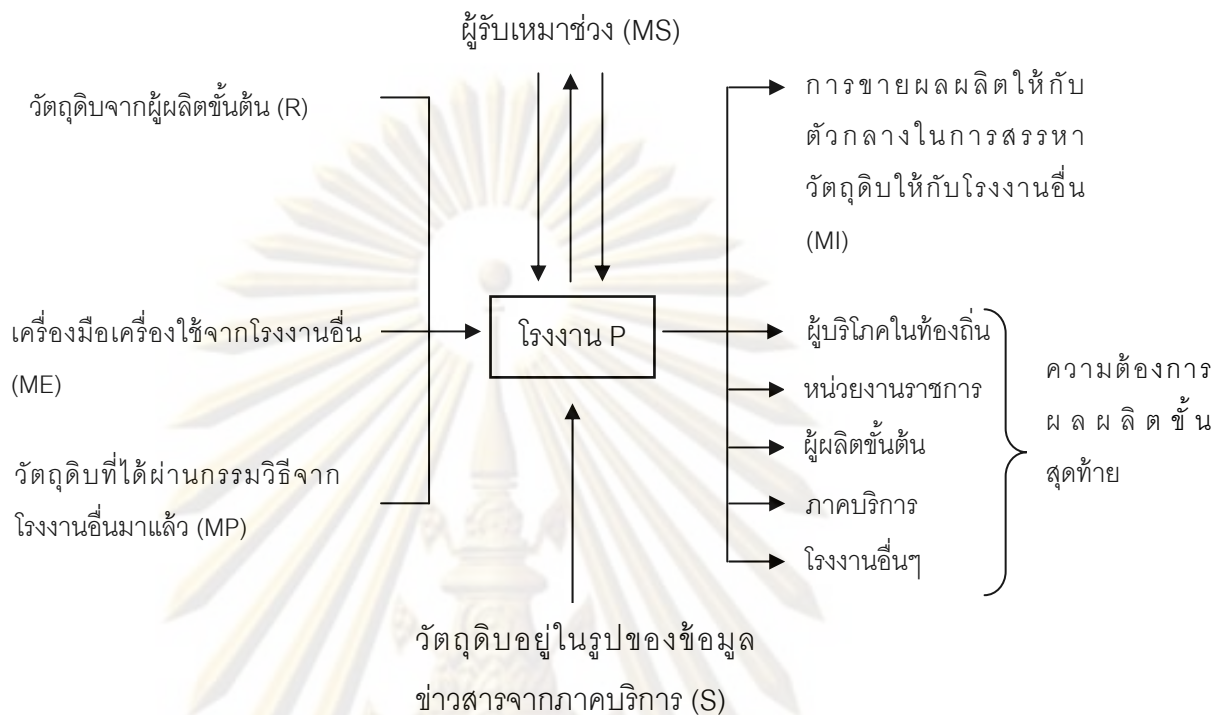 ผู้รับเหมาช่วง (MS)
วัตถุดิบจากผู้ผลิตขั้นต้น (R)
การขายผลผลิตให้กับ
ตัวกลางในการสรรหา
วัตถุดิบให้กับโรงงานอื่น
(MI)
เครื่องมือเครื่องใช้จากโรงงานอื่น
(ME)
โรงงาน P
ผู้บริโภคในท้องถิ่น
หน่วยงานราชการ
ผู้ผลิตขั้นต้น
ภาคบริการ
โรงงานอื่นๆ
ความต้องการ
ผลผลิตขั้น
สุดท้าย
วัตถุดิบที่ได้ผ่านกรรมวิธีจาก
โรงงานอื่นมาแล้ว (MP)
วัตถุดิบอยู่ในรูปของข้อมูล
ข่าวสารจากภาคบริการ (S)